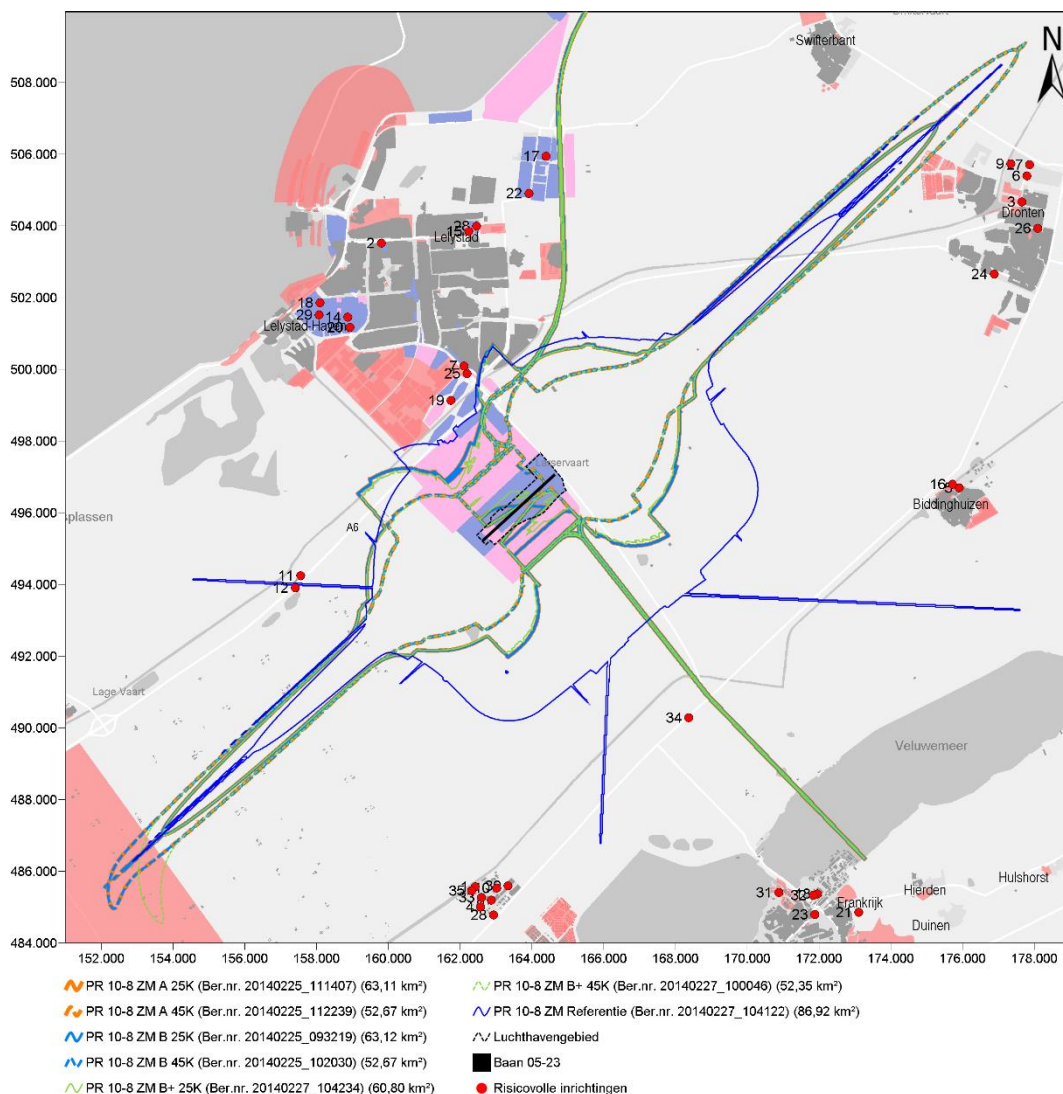 Swifterbant
N
508.000
506.000
17
9
7
6
22
504.000
3
Dronten
28
15
Lelystad
26
2
24
502.000
18
29
14
Lelystad-Haven
20
500.000
7
25
19
498.000
Larservaart
16
5
496.000
Biddinghuizen
splassen
A6
494.000
11
12
492.000
Lage Vaart
34
490.000
Veluwemeer
488.000
486.000
Hulshorst
31
32
Hierden
35
33
Frankrijk
4
23
21
28
Duinen
484.000
152.000 154.000 156.000 158.000 160.000 162.000 164.000 166.000 168.000 170.000 172.000 174.000 176.000 178.000
PR 10-8 ZM A 25K (Ber.nr. 20140225_111407) (63,11 km²)
PR 10-8 ZM A 45K (Ber.nr. 20140225_112239) (52,67 km²)
PR 10-8 ZM B 25K (Ber.nr. 20140225_093219) (63,12 km²)
PR 10-8 ZM B 45K (Ber.nr. 20140225_102030) (52,67 km²)
PR 10-8 ZM B+ 25K (Ber.nr. 20140227_104234) (60,80 km²)
PR 10-8 ZM B+ 45K (Ber.nr. 20140227_100046) (52,35 km²)
PR 10-8 ZM Referentie (Ber.nr. 20140227_104122) (86,92 km²)
Luchthavengebied
Baan 05-23
Risicovolle inrichtingen